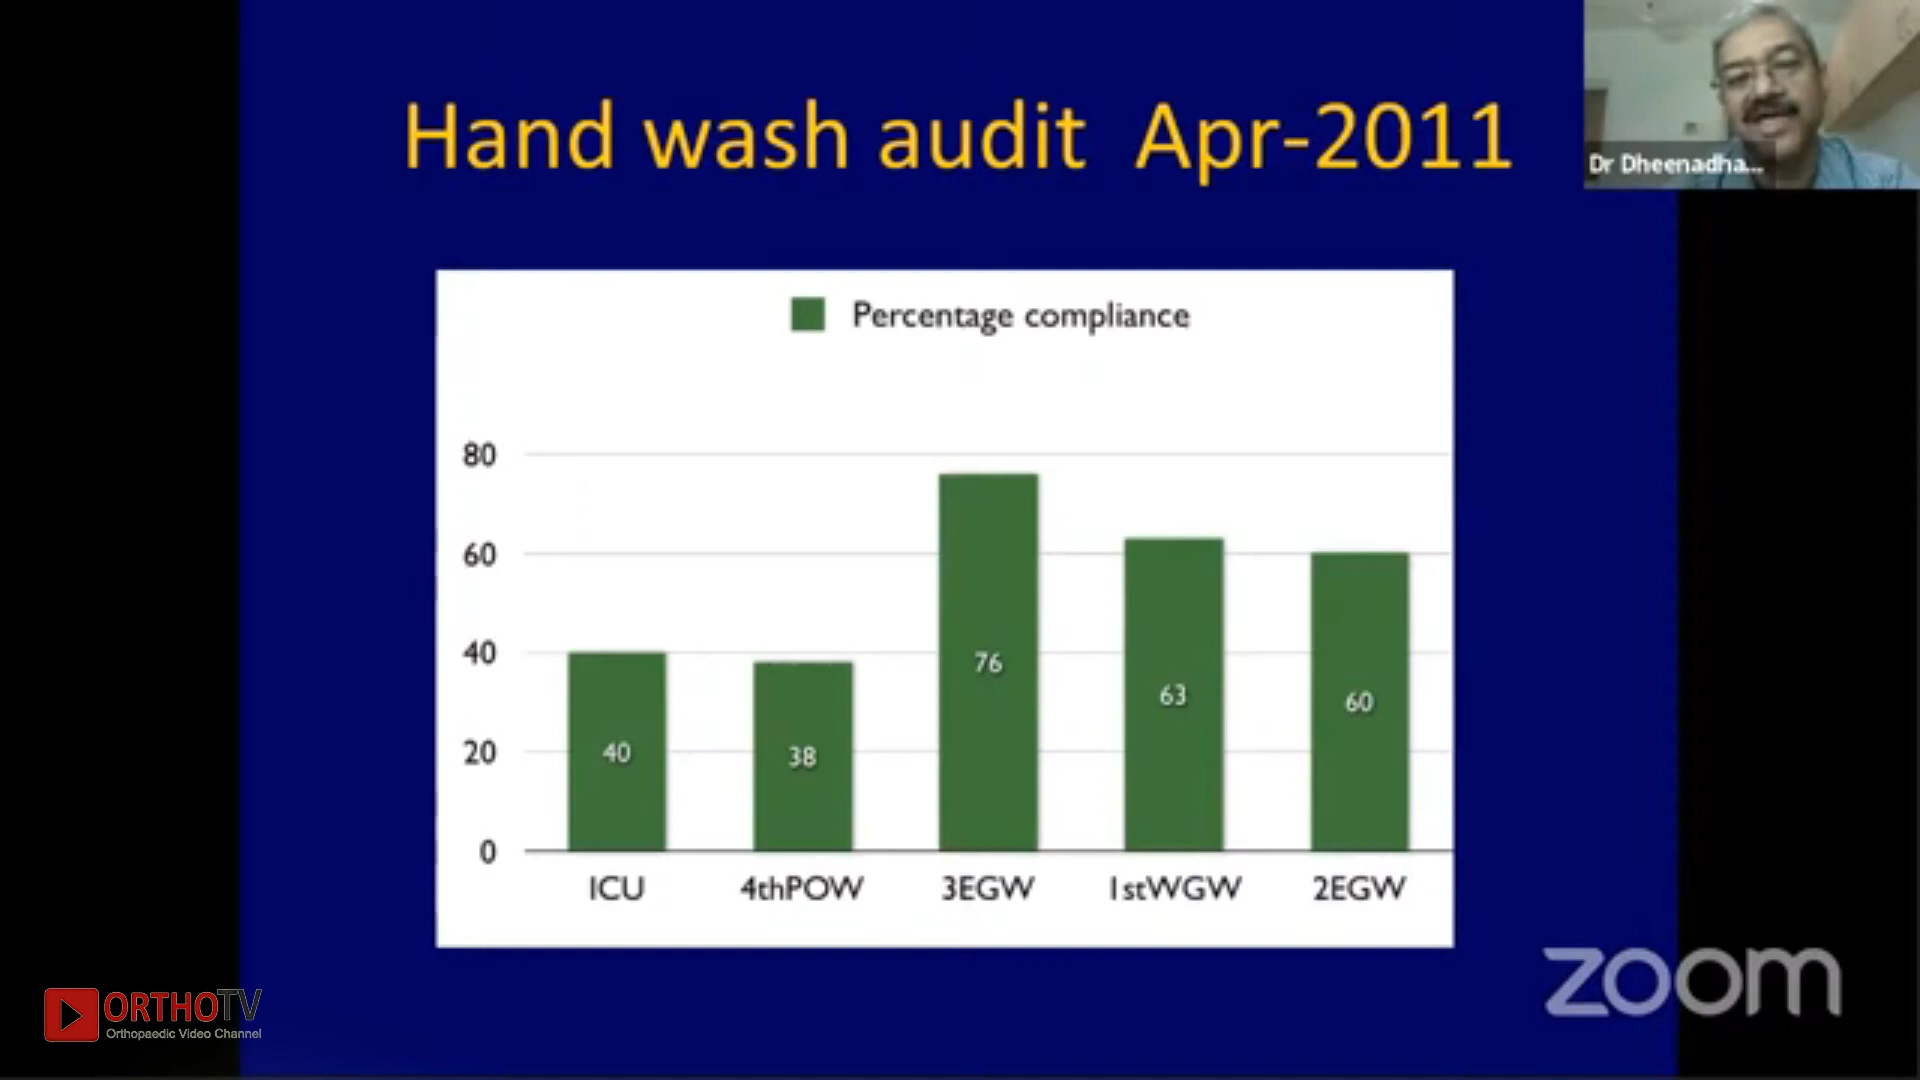 Hand wash audit Apr-2011
Dr Dheenadha...
Percentage compliance
80
60
40
20
0
40
38
76
63
60
ICU
4thPOW
3EGW
1stWGW
2EGW
ORTHOTV
Orthopaedic Video Channel
zoom